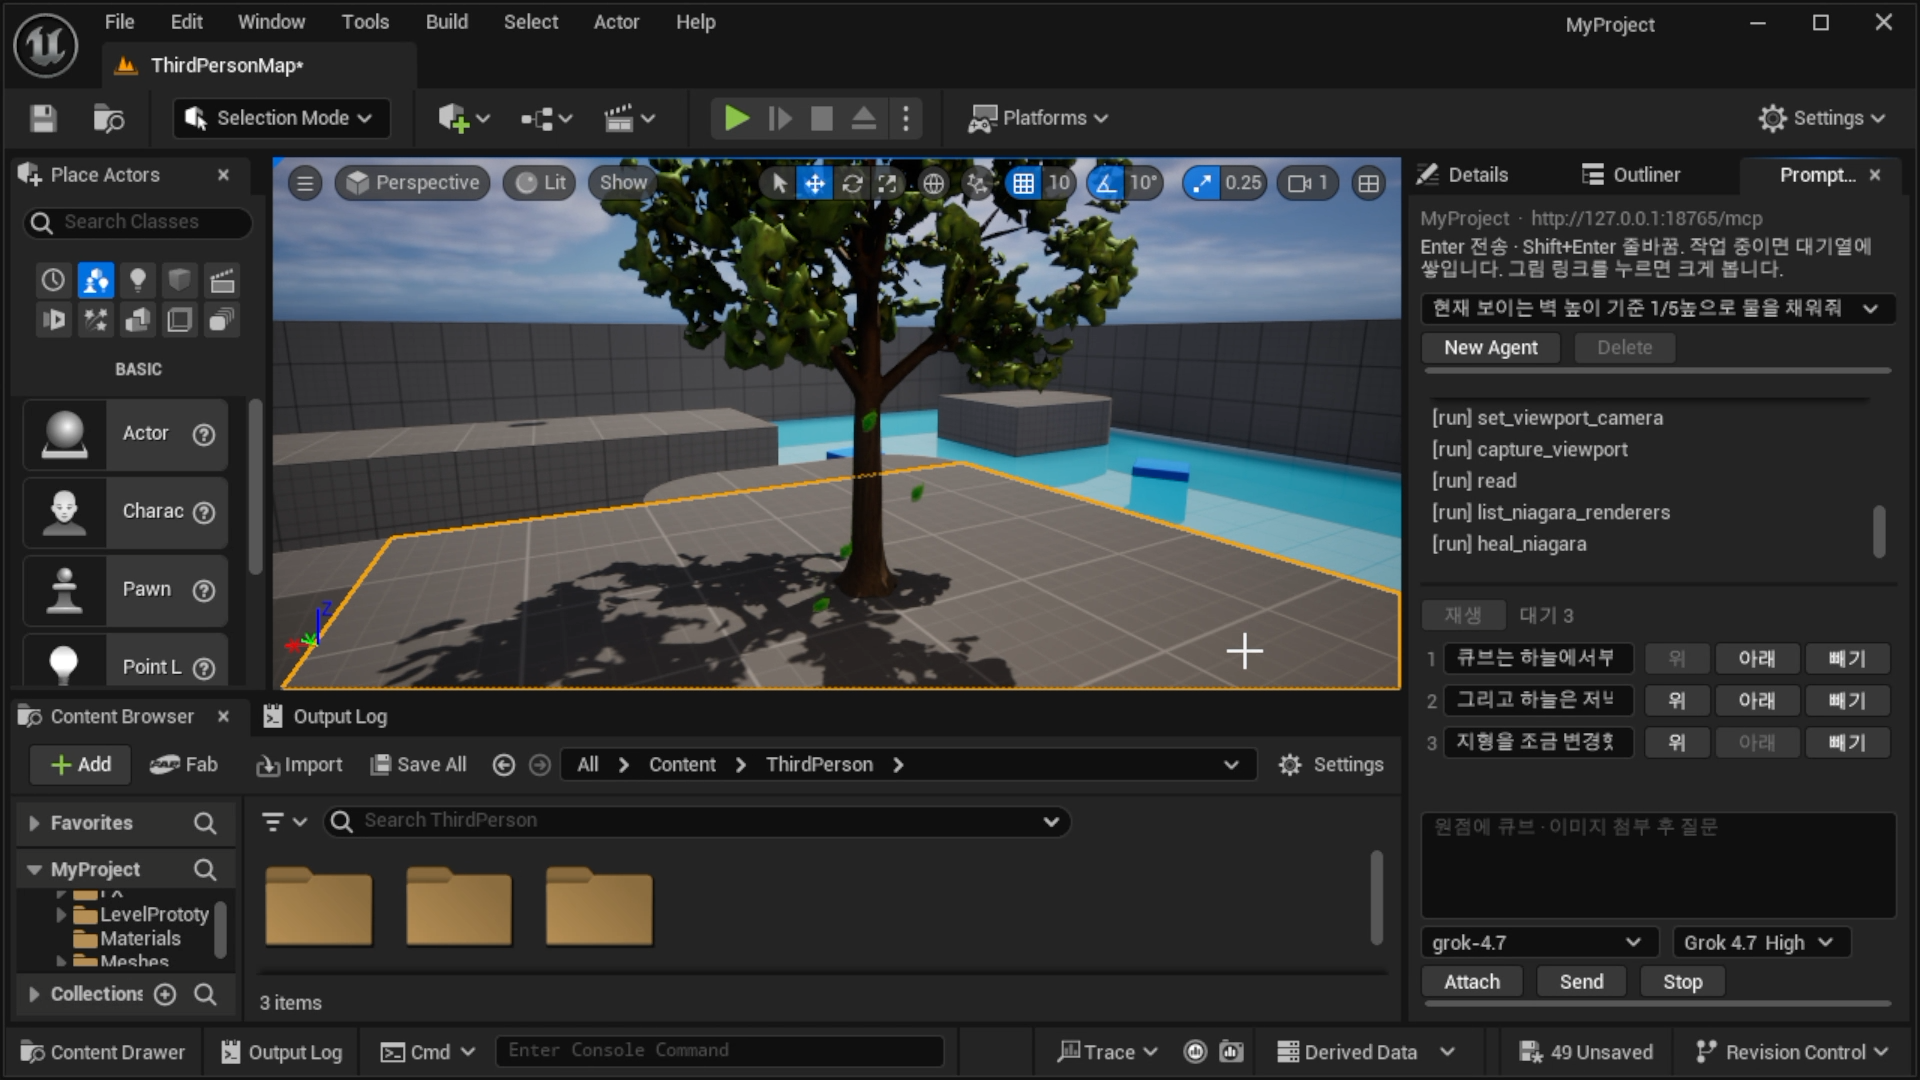 File Edit Window Tools Build Select Actor Help MyProject
ThirdPersonMap*
Selection Mode Platforms Settings
Place Actors
Search Classes
BASIC
Actor
Charac
Pawn
Point L
Perspective Lit Show 10 10° 0.25 1
Z
Details Outliner Prompt...
MyProject · http://127.0.0.1:18765/mcp
Enter 전송 · Shift+Enter 줄바꿈. 작업 중이면 대기열에
쌓입니다. 그림 링크를 누르면 크게 봅니다.
현재 보이는 벽 높이 기준 1/5높으로 물을 채워줘
New Agent Delete
[run] set_viewport_camera
[run] capture_viewport
[run] read
[run] list_niagara_renderers
[run] heal_niagara
재생 대기 3
1 큐브는 하늘에서부 위 아래 빼기
2 그리고 하늘은 저녁 위 아래 빼기
3 지형을 조금 변경했 위 아래 빼기
원점에 큐브 · 이미지 첨부 후 질문
grok-4.7 Grok 4.7 High
Attach Send Stop
Content Browser Output Log
Add Fab Import Save All All Content ThirdPerson Settings
Favorites
MyProject
FX
LevelPrototy
Materials
Meshes
Collections
Search ThirdPerson
3 items
Content Drawer Output Log Cmd Enter Console Command Trace Derived Data 49 Unsaved Revision Control